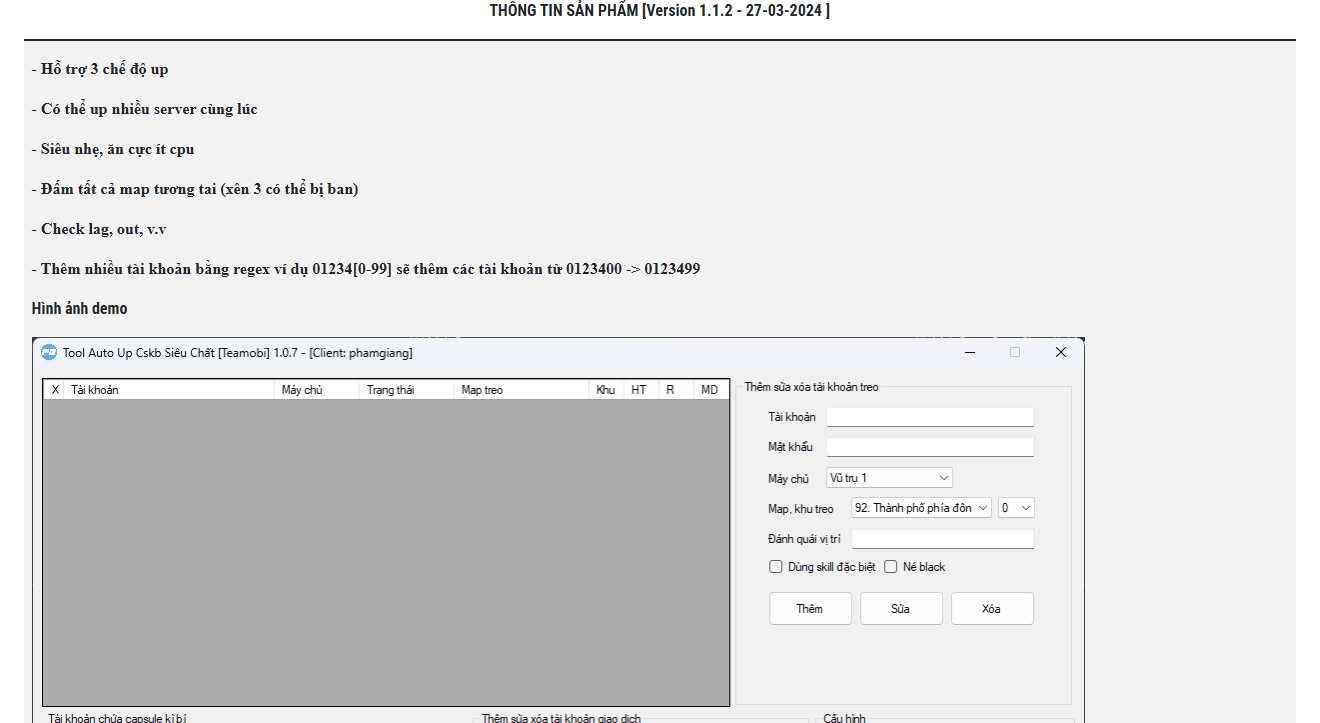 THÔNG TIN SẢN PHẨM [Version 1.1.2 - 27-03-2024 ]
- Hỗ trợ 3 chế độ up
- Có thể up nhiều server cùng lúc
- Siêu nhẹ, ăn cực ít cpu
- Đấm tất cả map tương tai (xên 3 có thể bị ban)
- Check lag, out, v.v
- Thêm nhiều tài khoản bằng regex ví dụ 01234[0-99] sẽ thêm các tài khoản từ 0123400 -> 0123499
Hình ảnh demo
Tool Auto Up Cskb Siêu Chất [Teamobi] 1.0.7 - [Client: phamgiang]
X Tài khoản Máy chủ Trạng thái Map treo Khu HT R MD
Thêm sửa xóa tài khoản treo
Tài khoản
Mật khẩu
Máy chủ Vũ trụ 1
Map, khu treo 92. Thành phố phía đôn 0
Đánh quái vị trí
Dùng skill đặc biệt Né black
Thêm Sửa Xóa
Tài khoản chứa capsule kì bí Thêm sửa xóa tài khoản giao dịch Cấu hình